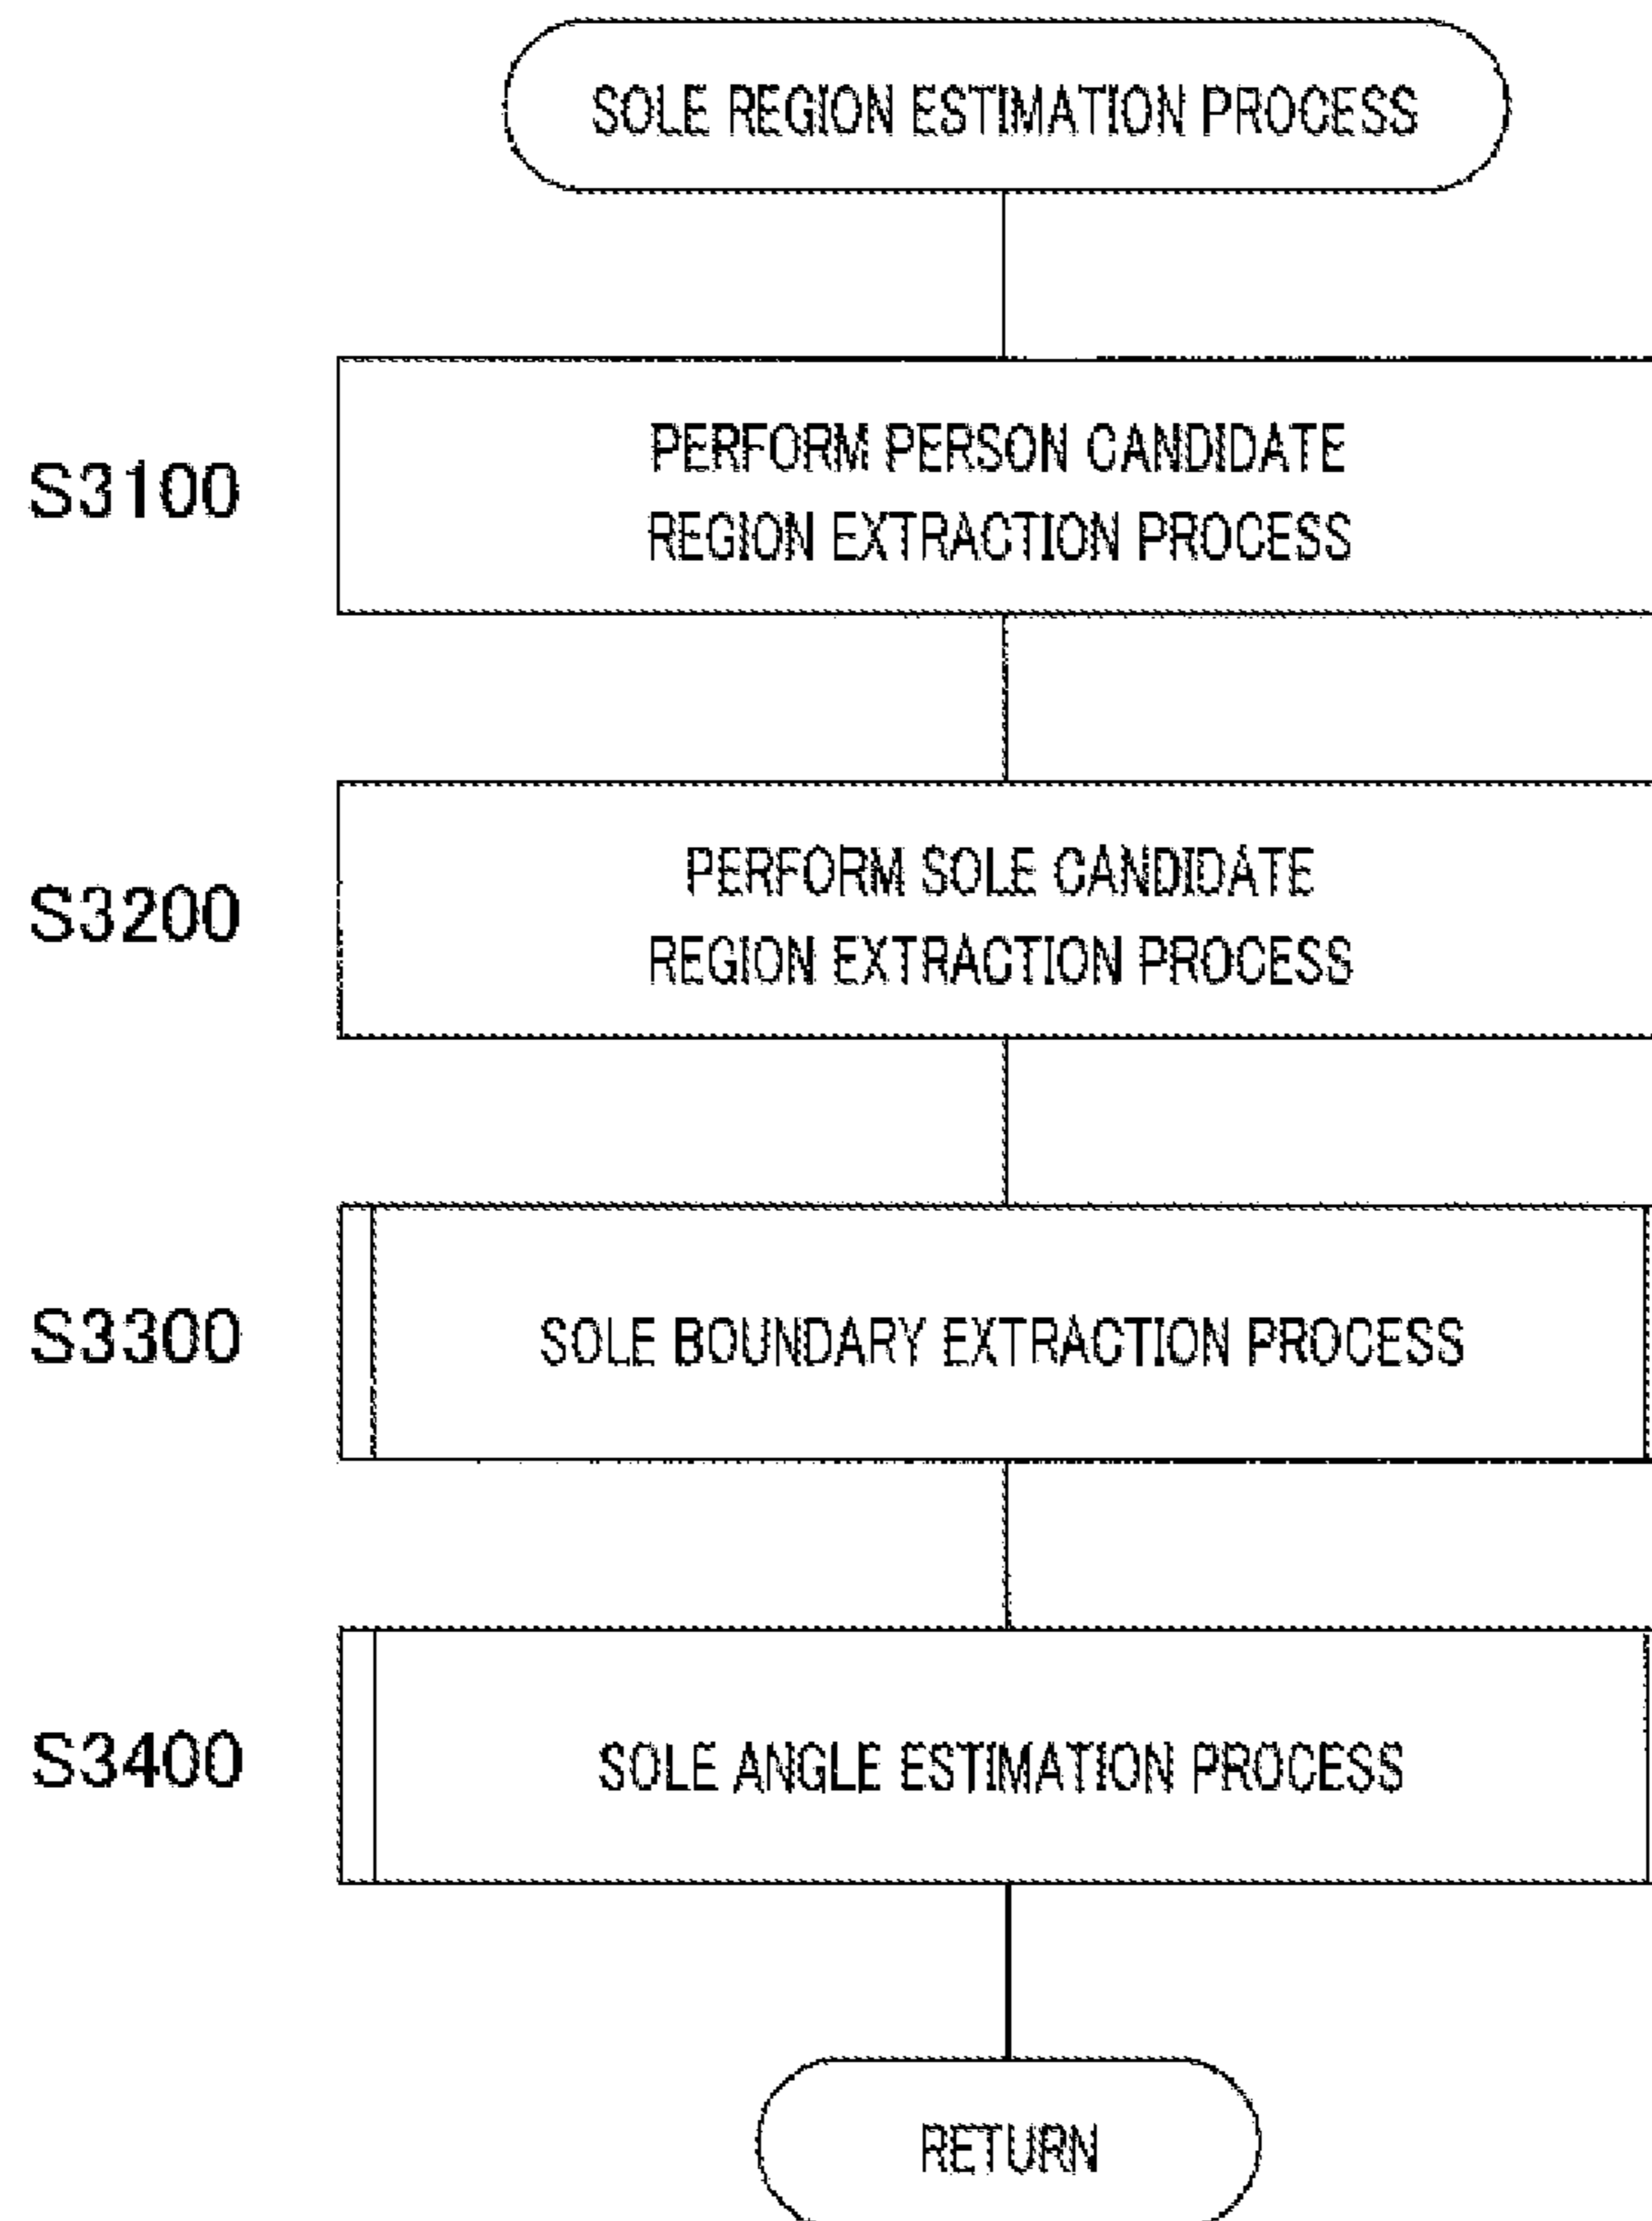 SOLE REGION ESTIMATION PROCESS
S3100
PERFORM PERSON CANDIDATE
REGION EXTRACTION PROCESS
S3200
PERFORM SOLE CANDIDATE
REGION EXTRACTION PROCESS
S3300
SOLE BOUNDARY EXTRACTION PROCESS
S3400
SOLE ANGLE ESTIMATION PROCESS
RETURN